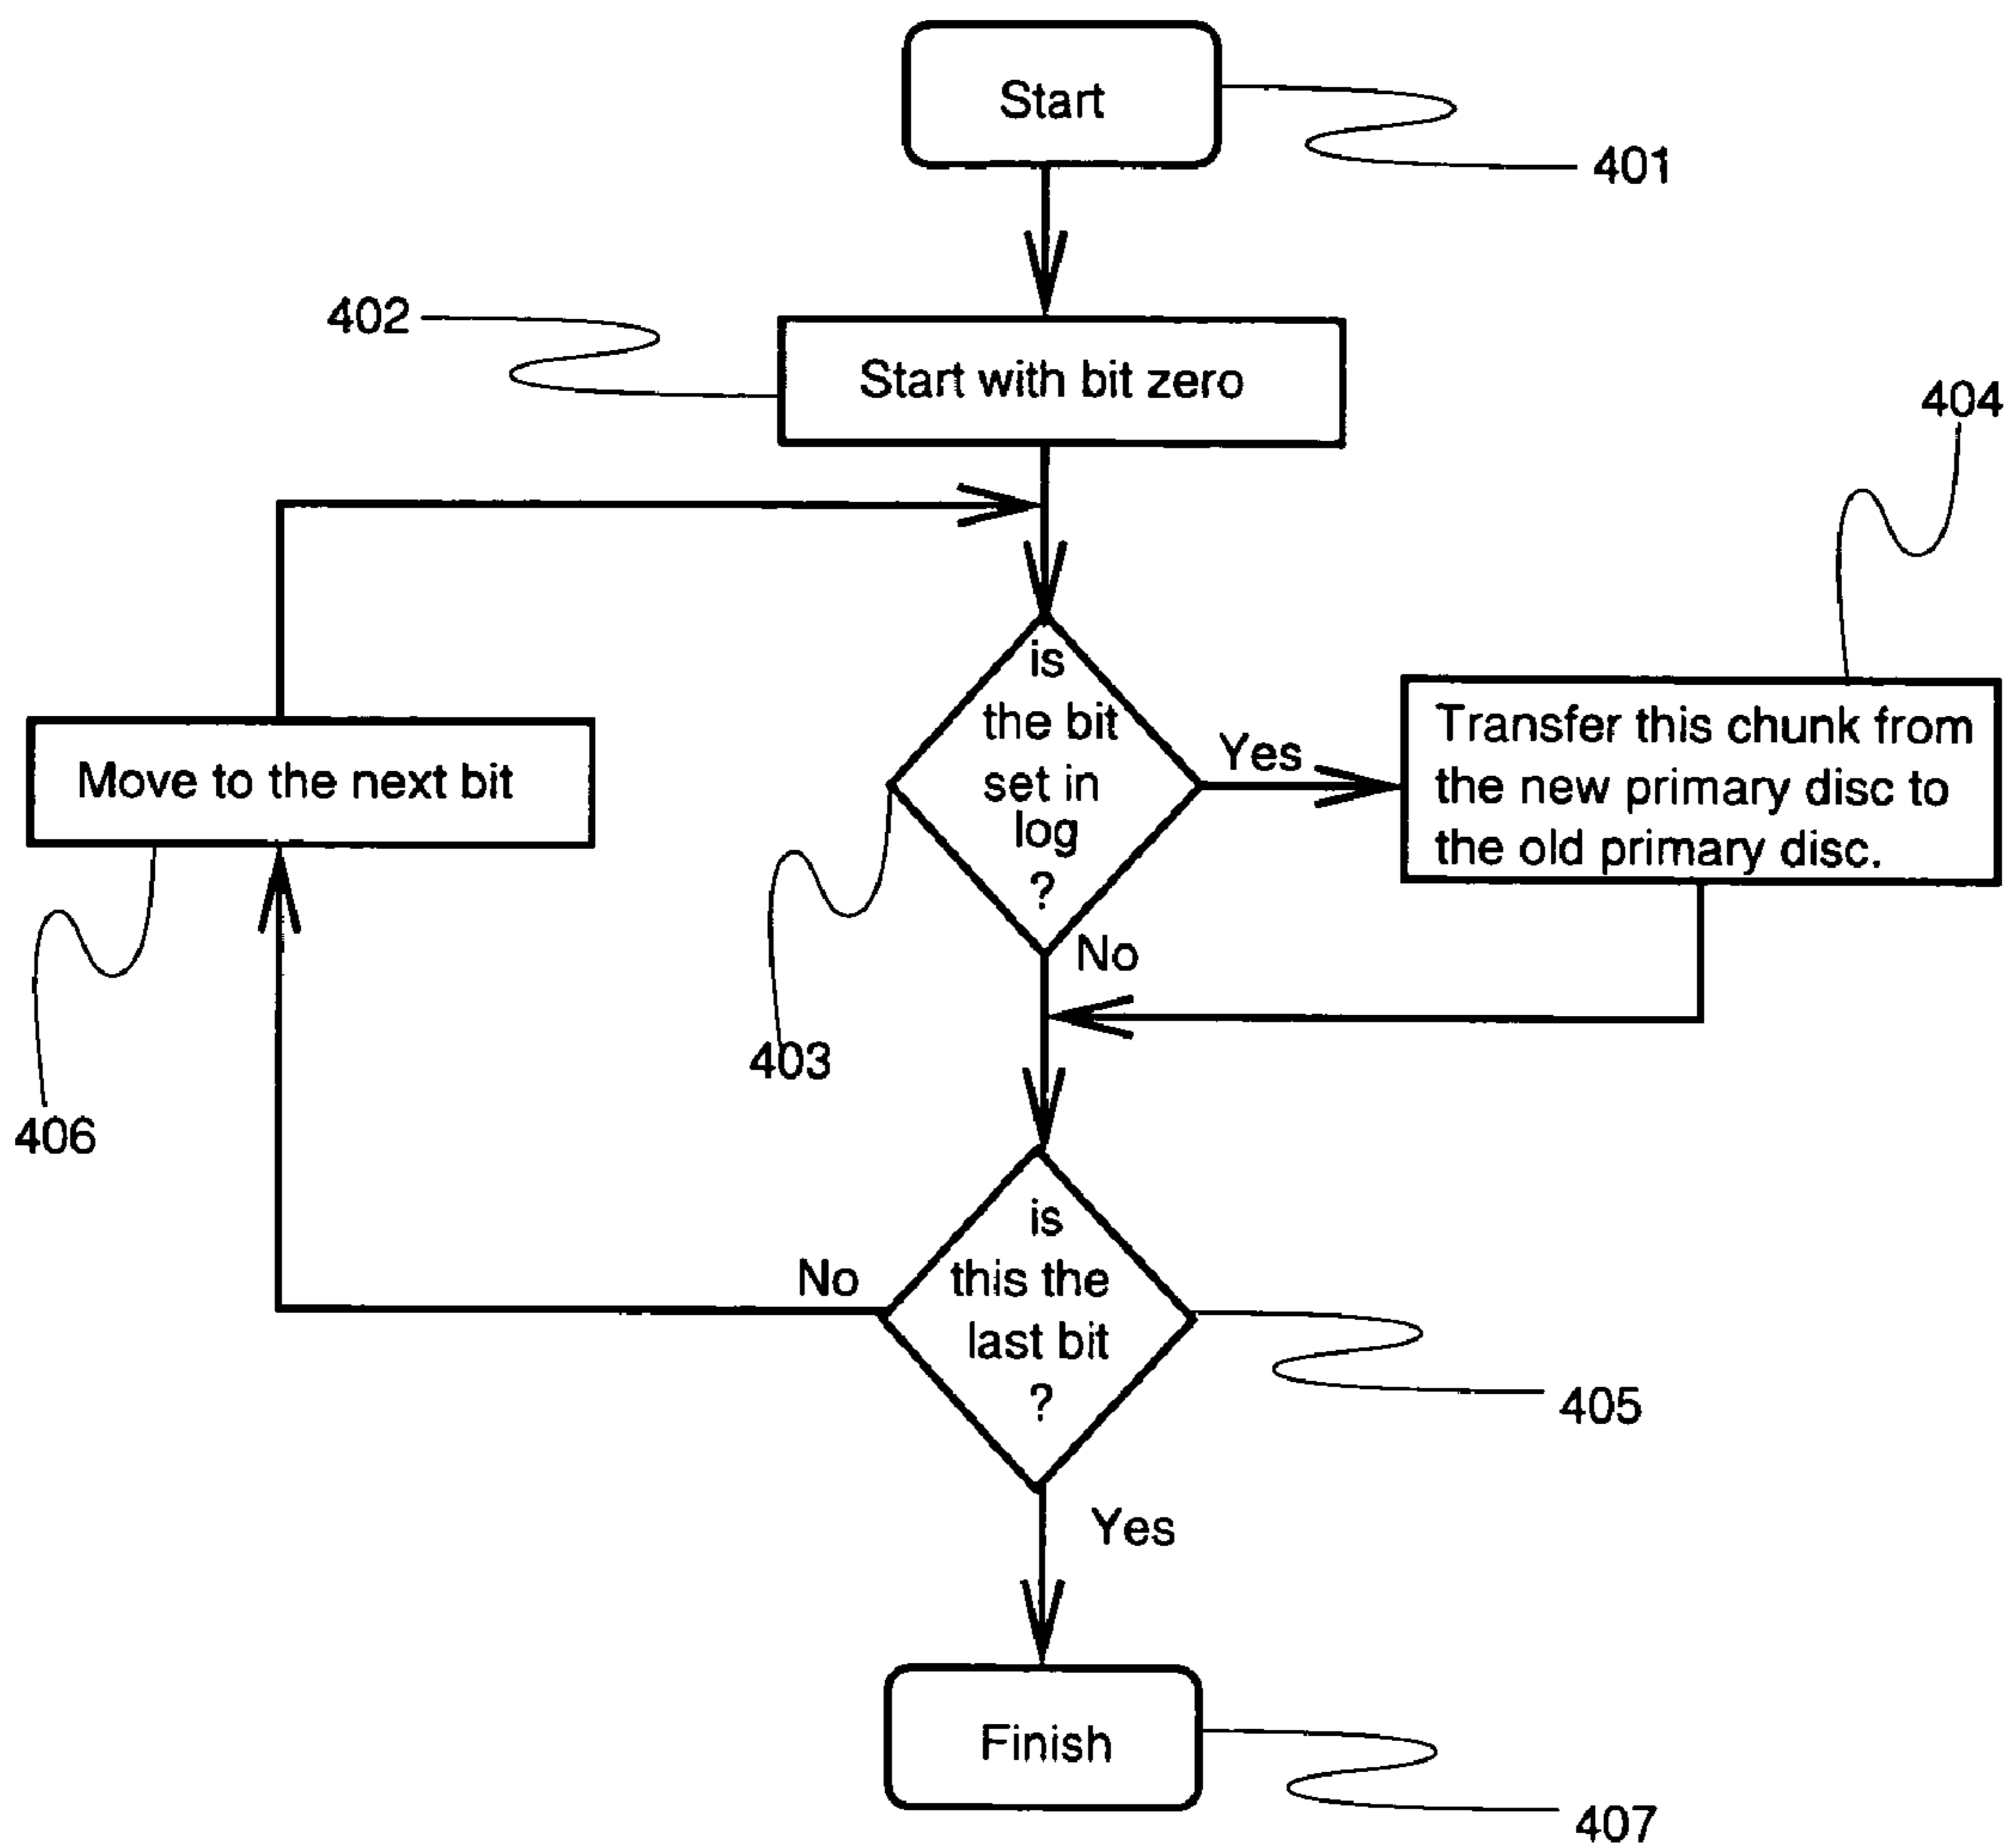 Start
401
402
Start with bit zero
404
is
the bit
set in
log
?
Yes
Transfer this chunk from
the new primary disc to
the old primary disc.
Move to the next bit
No
403
406
is
this the
last bit
?
No
405
Yes
Finish
407